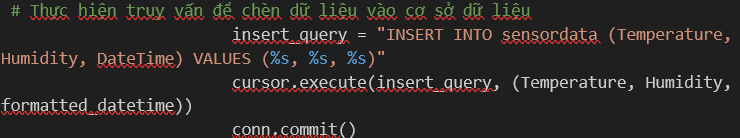 # Thực hiện truy vấn để chèn dữ liệu vào cơ sở dữ liệu
insert_query = "INSERT INTO sensordata (Temperature,
Humidity, DateTime) VALUES (%s, %s, %s)"
cursor.execute(insert_query, (Temperature, Humidity,
formatted_datetime))
conn.commit()